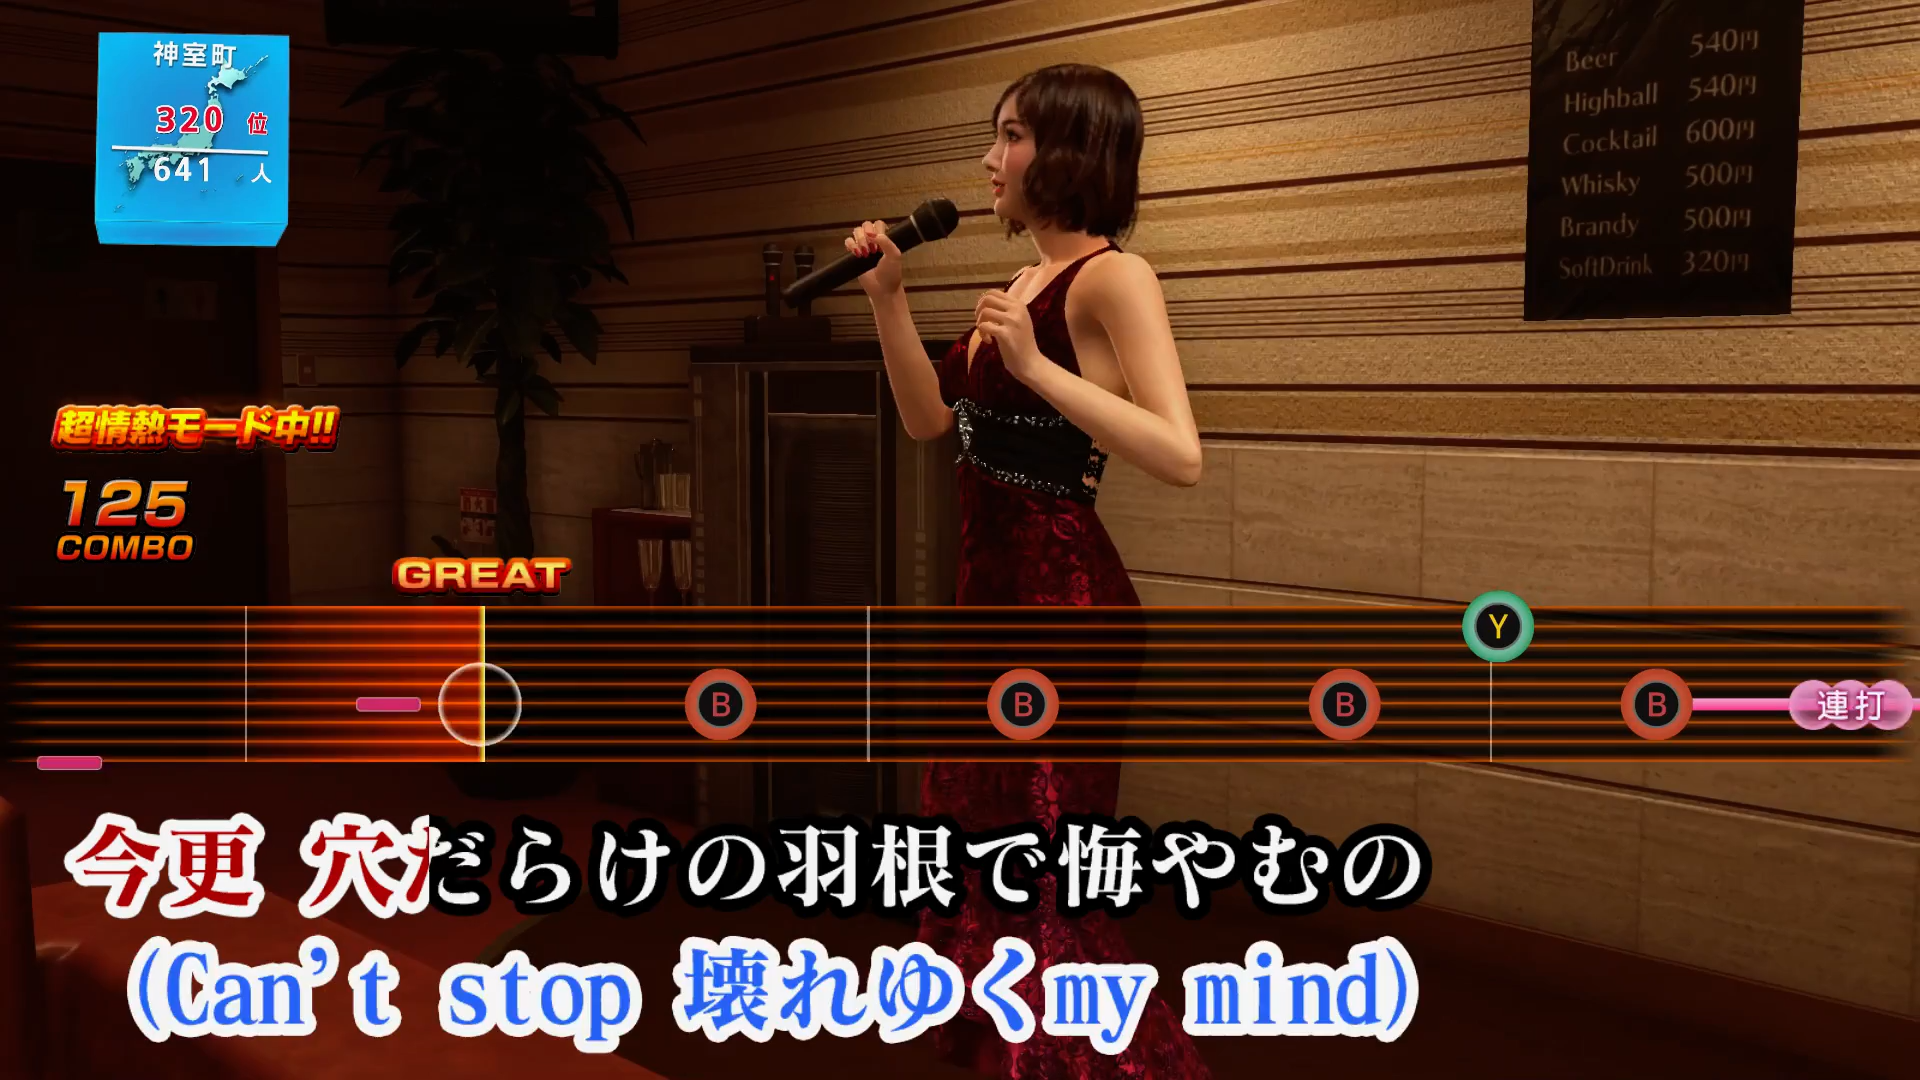 神室町
320 位
641 人
Beer 540円
Highball 540円
Cocktail 600円
Whisky 500円
Brandy 500円
SoftDrink 320円
超情熱モード中!!
125
COMBO
GREAT
Y
B B B B 連打
今更 穴だらけの羽根で悔やむの
(Can't stop 壊れゆくmy mind)